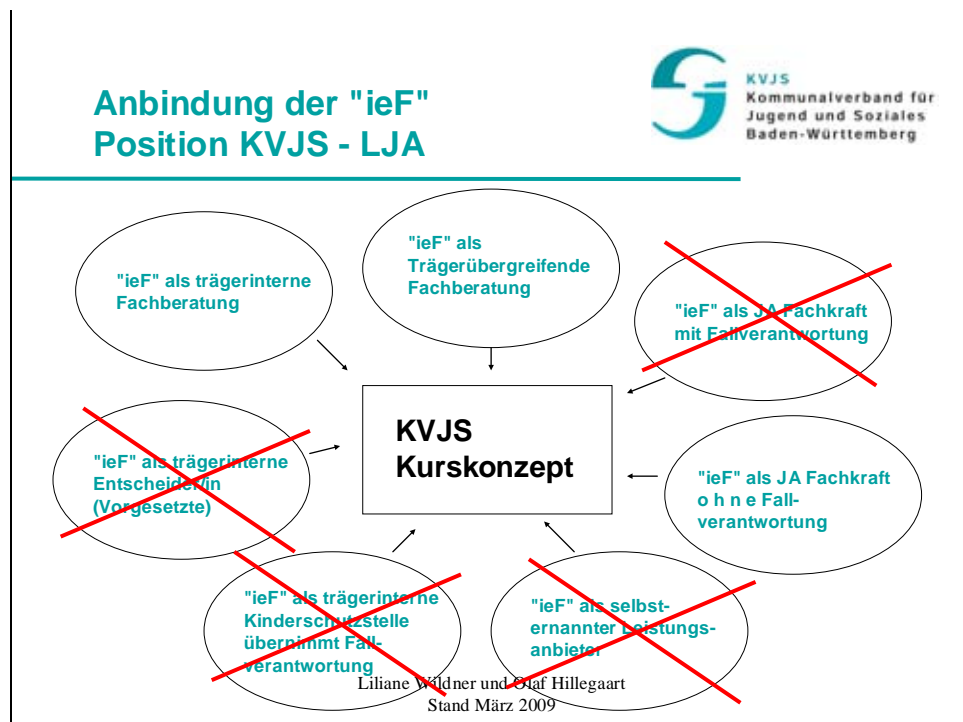 Anbindung der "ieF"
Position KVJS - LJA
KVJS
Kommunalverband für
Jugend und Soziales
Baden-Württemberg
"ieF" als trägerinterne
Fachberatung
"ieF" als
Trägerübergreifende
Fachberatung
"ieF" als JA Fachkraft
mit Fallverantwortung
KVJS
Kurskonzept
"ieF" als trägerinterne
Entscheider/in
(Vorgesetzte)
"ieF" als JA Fachkraft
o h n e Fall-
verantwortung
"ieF" als trägerinterne
Kinderschutzstelle
übernimmt Fall-
verantwortung
"ieF" als selbst-
ernannter Leistungs-
anbieter
Liliane Wildner und Olaf Hillegaart
Stand März 2009